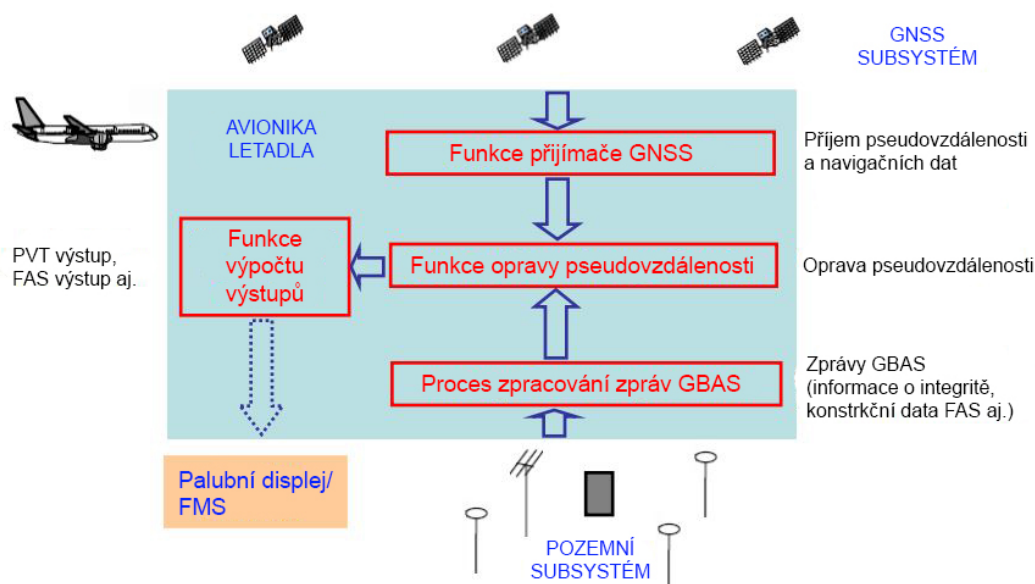 GNSS
SUBSYSTÉM
AVIONIKA
LETADLA
Funkce přijímače GNSS
Příjem pseudovzdálenosti
a navigačních dat
PVT výstup,
FAS výstup aj.
Funkce
výpočtu
výstupů
Funkce opravy pseudovzdálenosti
Oprava pseudovzdálenosti
Proces zpracování zpráv GBAS
Zprávy GBAS
(informace o integritě,
konstrkční data FAS aj.)
Palubní displej/
FMS
POZEMNÍ
SUBSYSTÉM